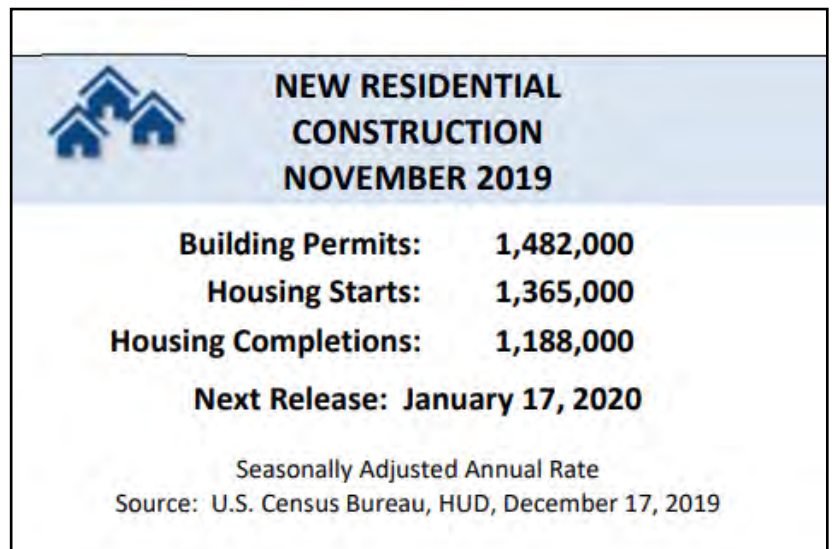 NEW RESIDENTIAL
CONSTRUCTION
NOVEMBER 2019
Building Permits: 1,482,000
Housing Starts: 1,365,000
Housing Completions: 1,188,000
Next Release: January 17, 2020
Seasonally Adjusted Annual Rate
Source: U.S. Census Bureau, HUD, December 17, 2019